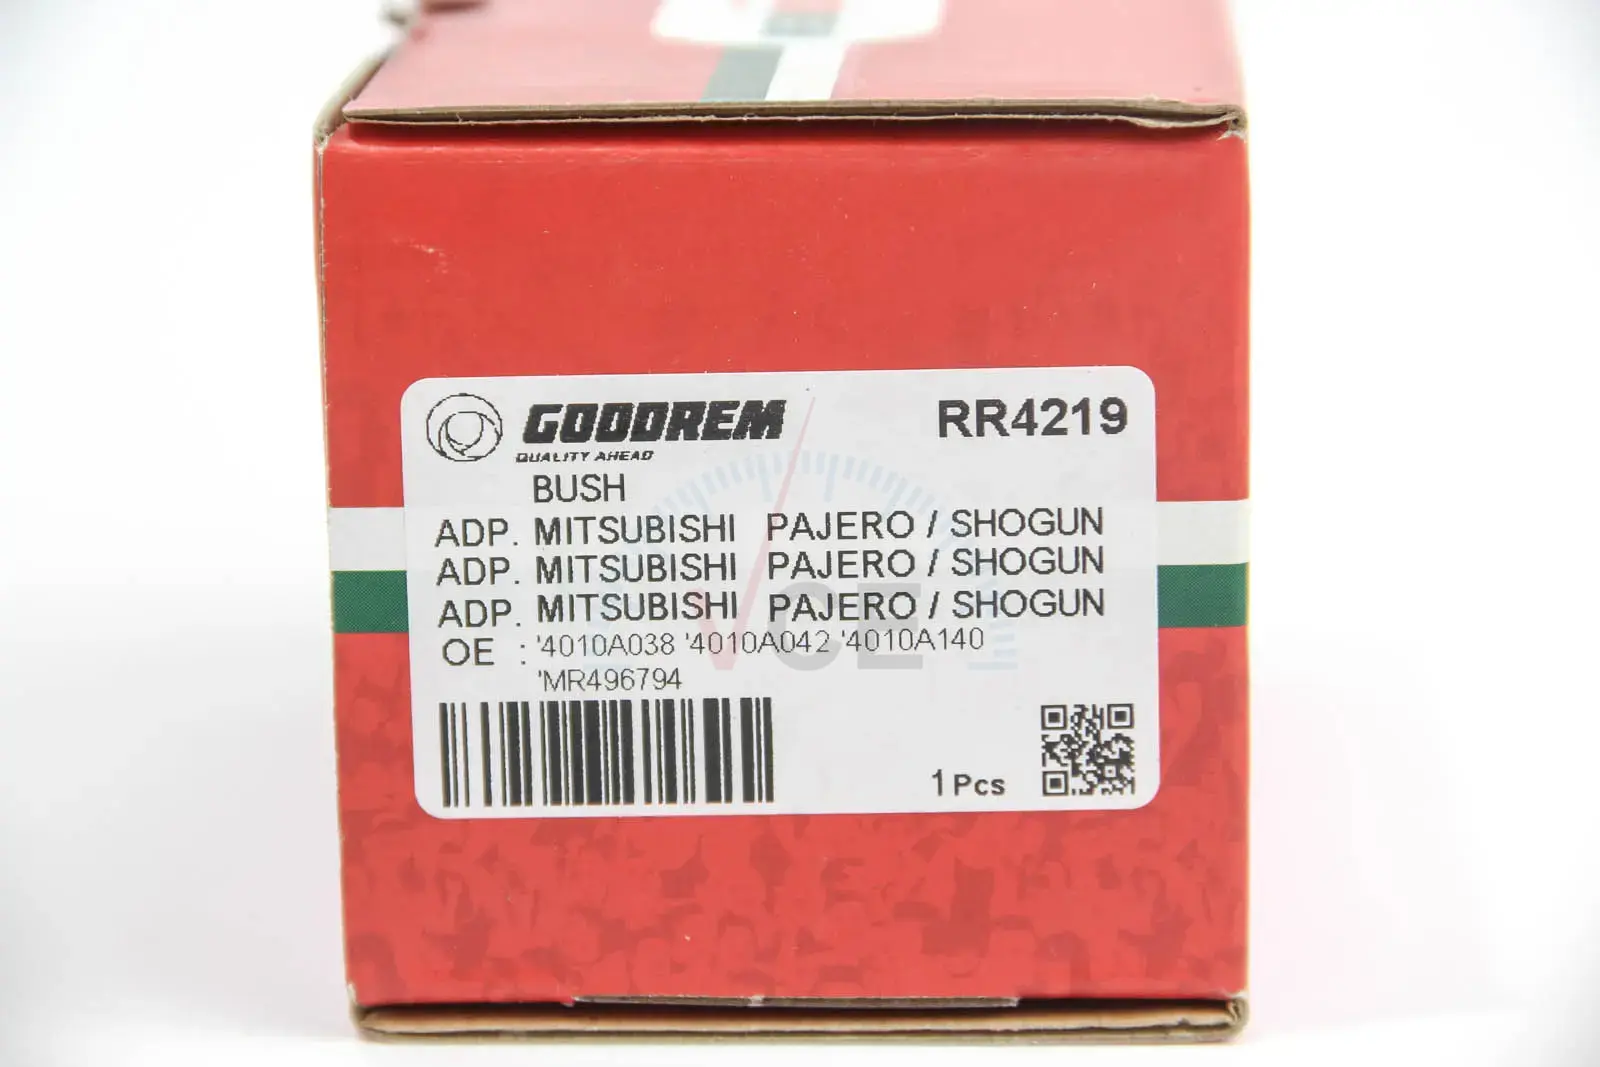 GOODREM
QUALITY AHEAD
RR4219
BUSH
ADP. MITSUBISHI PAJERO / SHOGUN
ADP. MITSUBISHI PAJERO / SHOGUN
ADP. MITSUBISHI PAJERO / SHOGUN
OE : '4010A038 '4010A042 '4010A140
'MR496794
1 Pcs
VCE